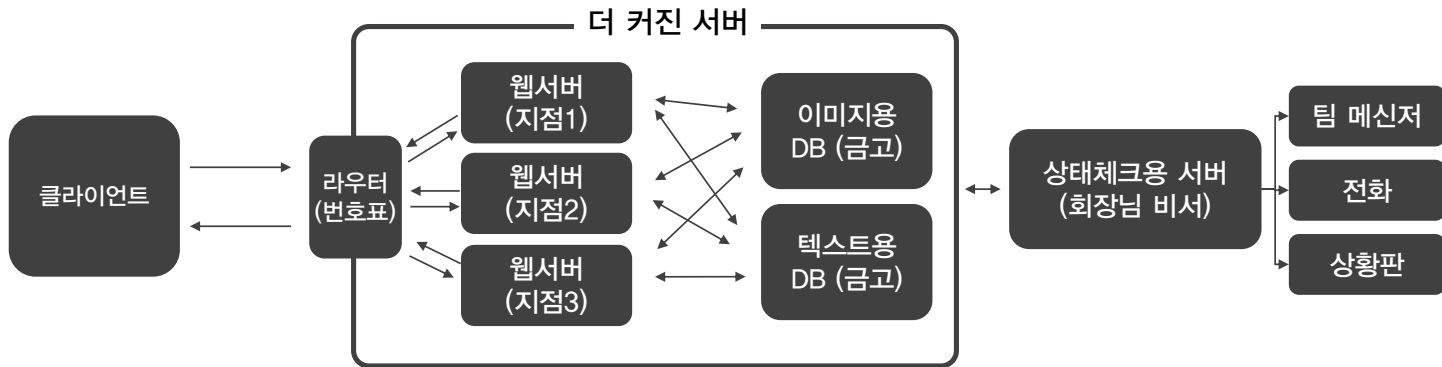 더 커진 서버
클라이언트
라우터
(번호표)
웹서버
(지점1)
웹서버
(지점2)
웹서버
(지점3)
이미지용
DB (금고)
텍스트용
DB (금고)
상태체크용 서버
(회장님 비서)
팀 메신저
전화
상황판